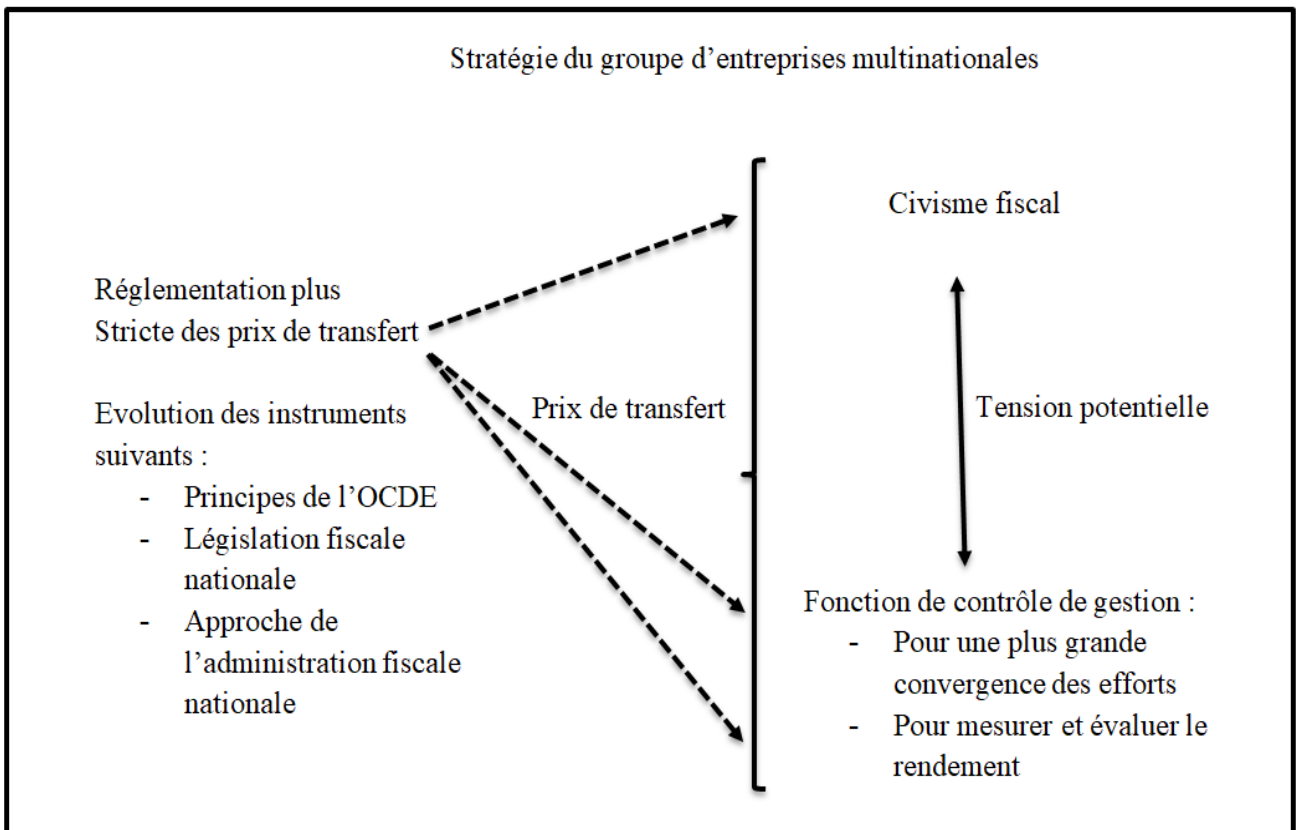 Stratégie du groupe d’entreprises multinationales
Réglementation plus
Stricte des prix de transfert
Evolution des instruments
suivants :
- Principes de l’OCDE
- Législation fiscale
nationale
- Approche de
l’administration fiscale
nationale
Prix de transfert
Civisme fiscal
Tension potentielle
Fonction de contrôle de gestion :
- Pour une plus grande
convergence des efforts
- Pour mesurer et évaluer le
rendement